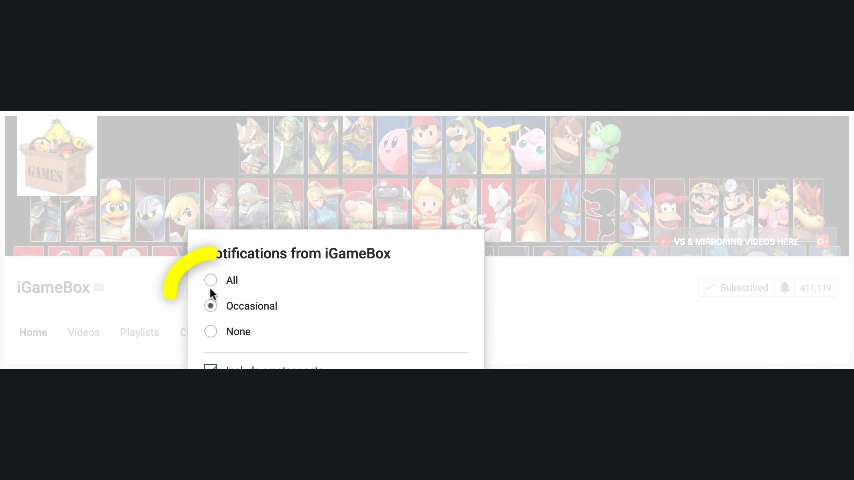 GAMES
VS & MIRRORING VIDEOS HERE
otifications from iGameBox
All
iGameBox
Subscribed
411,119
Occasional
Home
Videos
Playlists
C
None